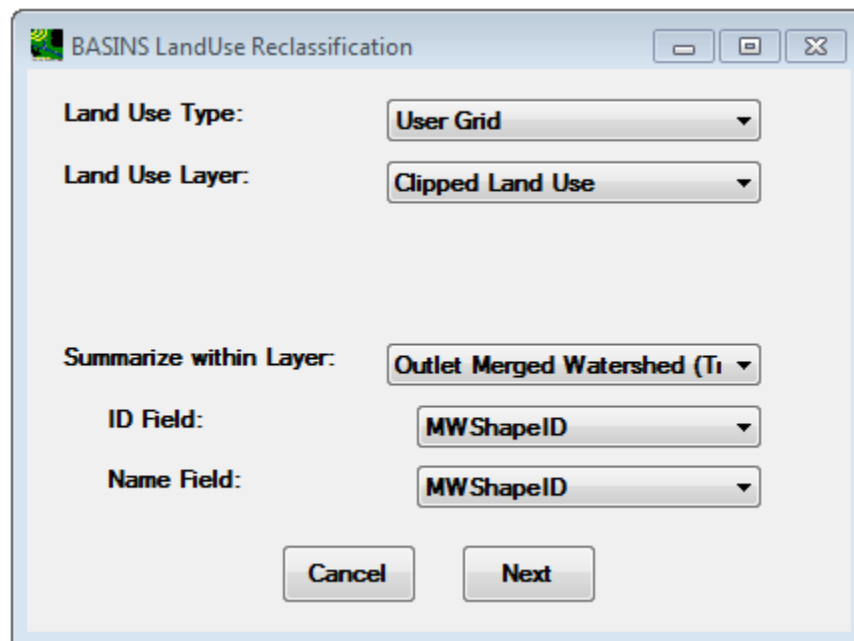 BASINS LandUse Reclassification
Land Use Type: User Grid
Land Use Layer: Clipped Land Use
Summarize within Layer: Outlet Merged Watershed (Tr
ID Field: MWShapeID
Name Field: MWShapeID
Cancel Next